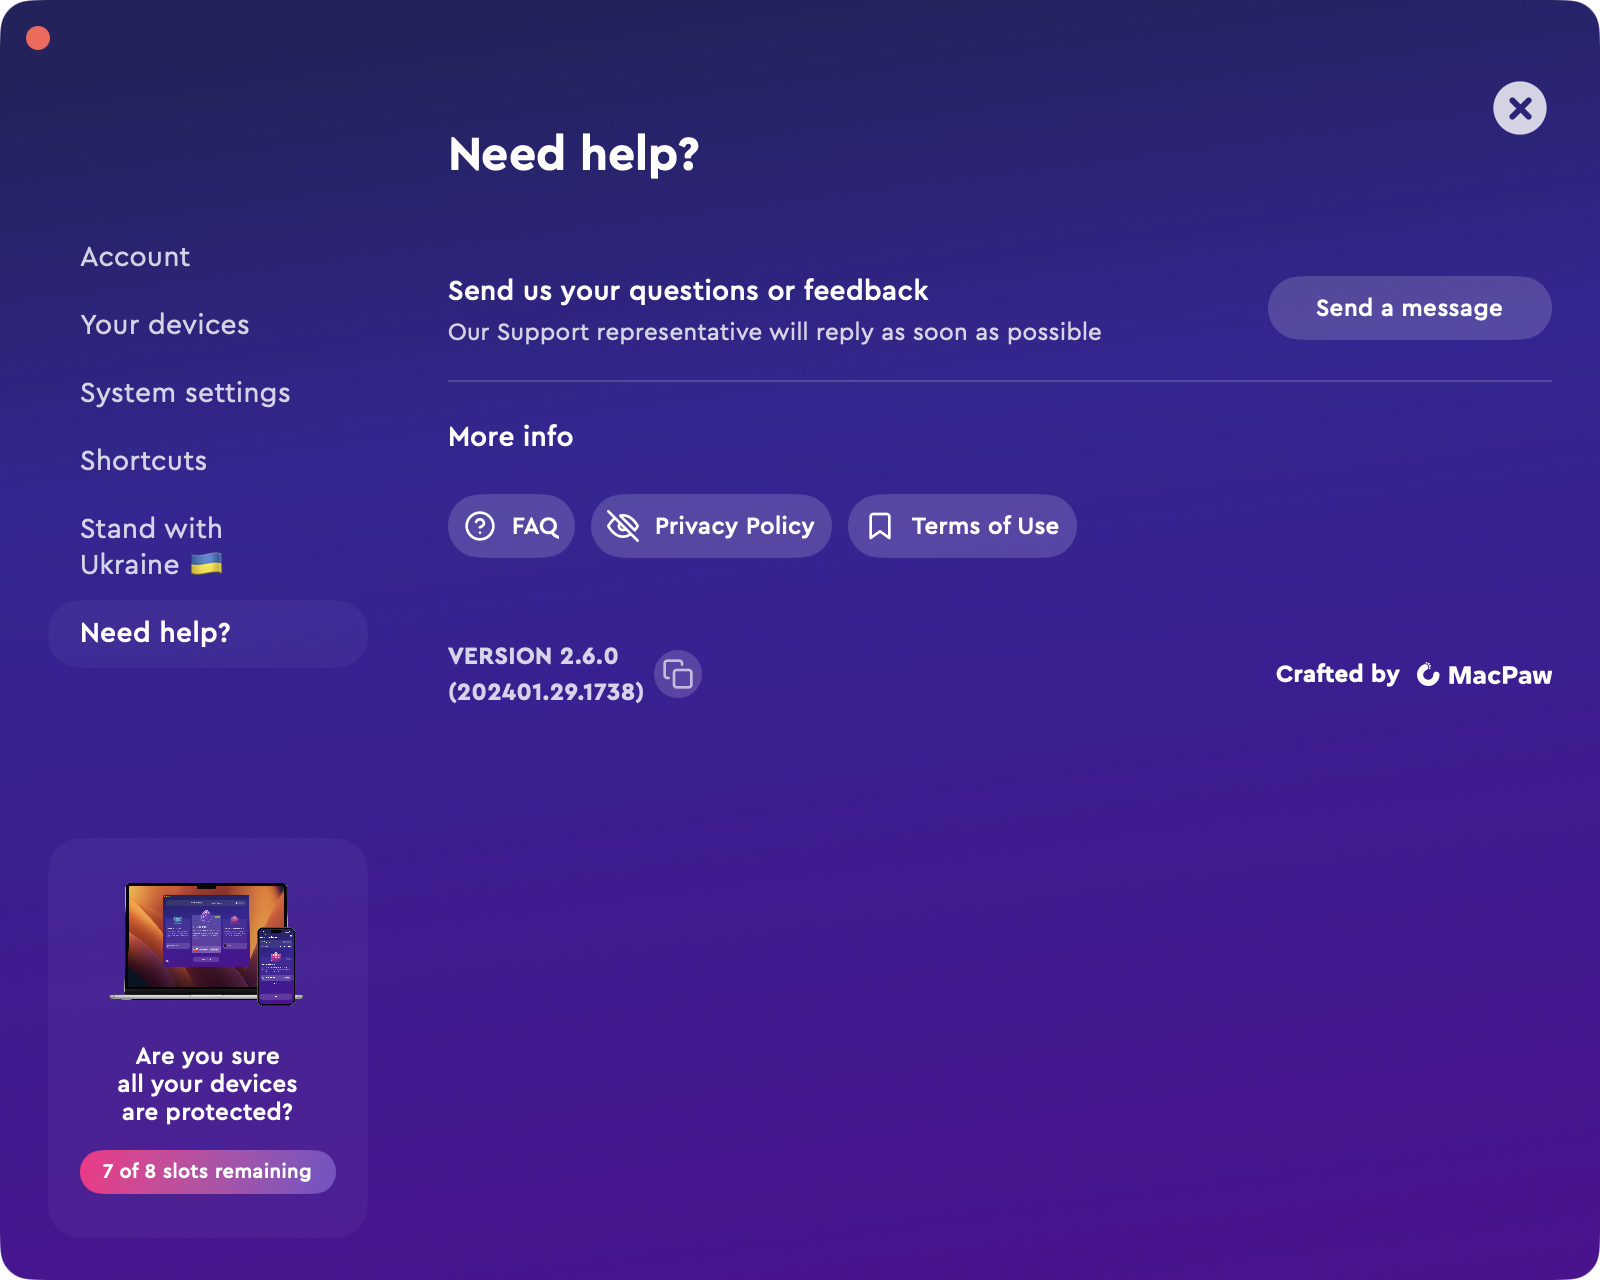 Need help?
Account
Your devices
System settings
Shortcuts
Stand with
Ukraine 🇺🇦
Need help?
Send us your questions or feedback
Our Support representative will reply as soon as possible
Send a message
More info
FAQ
Privacy Policy
Terms of Use
VERSION 2.6.0
(202401.29.1738)
Crafted by MacPaw
Are you sure
all your devices
are protected?
7 of 8 slots remaining